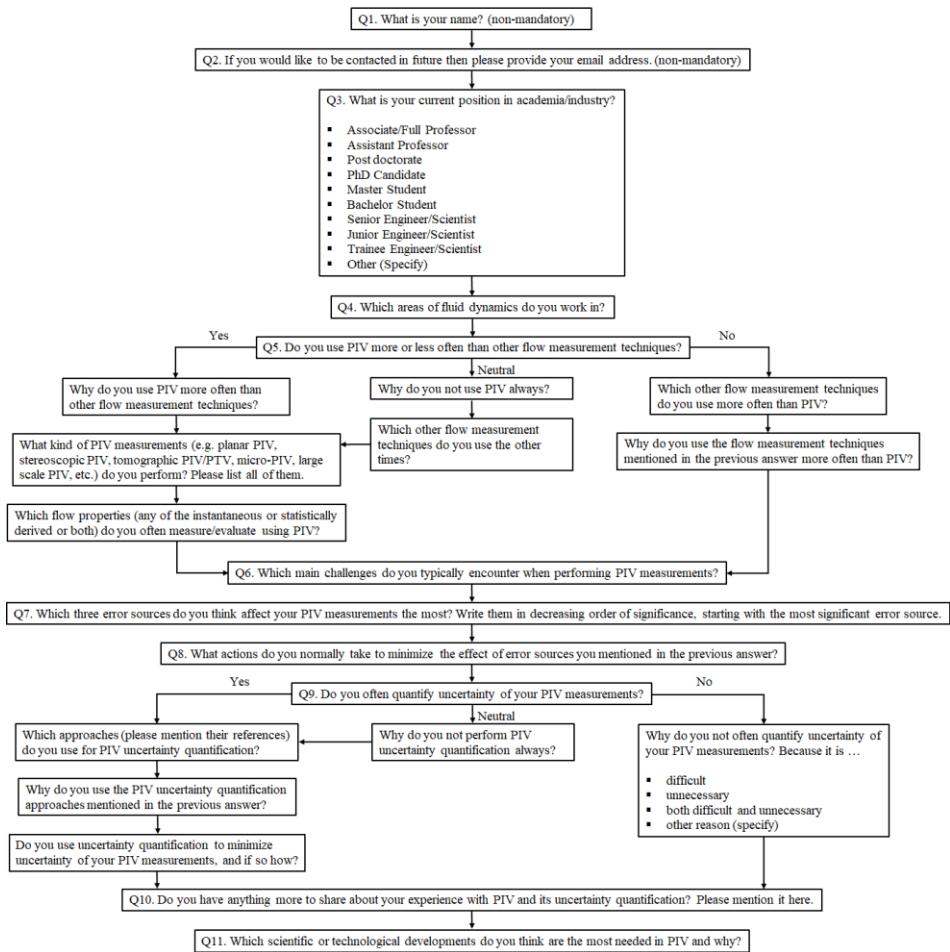 Q1. What is your name? (non-mandatory)
Q2. If you would like to be contacted in future then please provide your email address. (non-mandatory)
Q3. What is your current position in academia/industry?
▪ Associate/Full Professor
▪ Assistant Professor
▪ Post doctorate
▪ PhD Candidate
▪ Master Student
▪ Bachelor Student
▪ Senior Engineer/Scientist
▪ Junior Engineer/Scientist
▪ Trainee Engineer/Scientist
▪ Other (Specify)
Q4. Which areas of fluid dynamics do you work in?
Yes
No
Q5. Do you use PIV more or less often than other flow measurement techniques?
Neutral
Why do you use PIV more often than
other flow measurement techniques?
Why do you not use PIV always?
Which other flow measurement techniques
do you use more often than PIV?
What kind of PIV measurements (e.g. planar PIV,
stereoscopic PIV, tomographic PIV/PTV, micro-PIV, large
scale PIV, etc.) do you perform? Please list all of them.
Which other flow measurement
techniques do you use the other
times?
Why do you use the flow measurement techniques
mentioned in the previous answer more often than PIV?
Which flow properties (any of the instantaneous or statistically
derived or both) do you often measure/evaluate using PIV?
Q6. Which main challenges do you typically encounter when performing PIV measurements?
Q7. Which three error sources do you think affect your PIV measurements the most? Write them in decreasing order of significance, starting with the most significant error source.
Q8. What actions do you normally take to minimize the effect of error sources you mentioned in the previous answer?
Yes
No
Q9. Do you often quantify uncertainty of your PIV measurements?
Neutral
Which approaches (please mention their references)
do you use for PIV uncertainty quantification?
Why do you not perform PIV
uncertainty quantification always?
Why do you not often quantify uncertainty of
your PIV measurements? Because it is …
▪ difficult
▪ unnecessary
▪ both difficult and unnecessary
▪ other reason (specify)
Why do you use the PIV uncertainty quantification
approaches mentioned in the previous answer?
Do you use uncertainty quantification to minimize
uncertainty of your PIV measurements, and if so how?
Q10. Do you have anything more to share about your experience with PIV and its uncertainty quantification? Please mention it here.
Q11. Which scientific or technological developments do you think are the most needed in PIV and why?